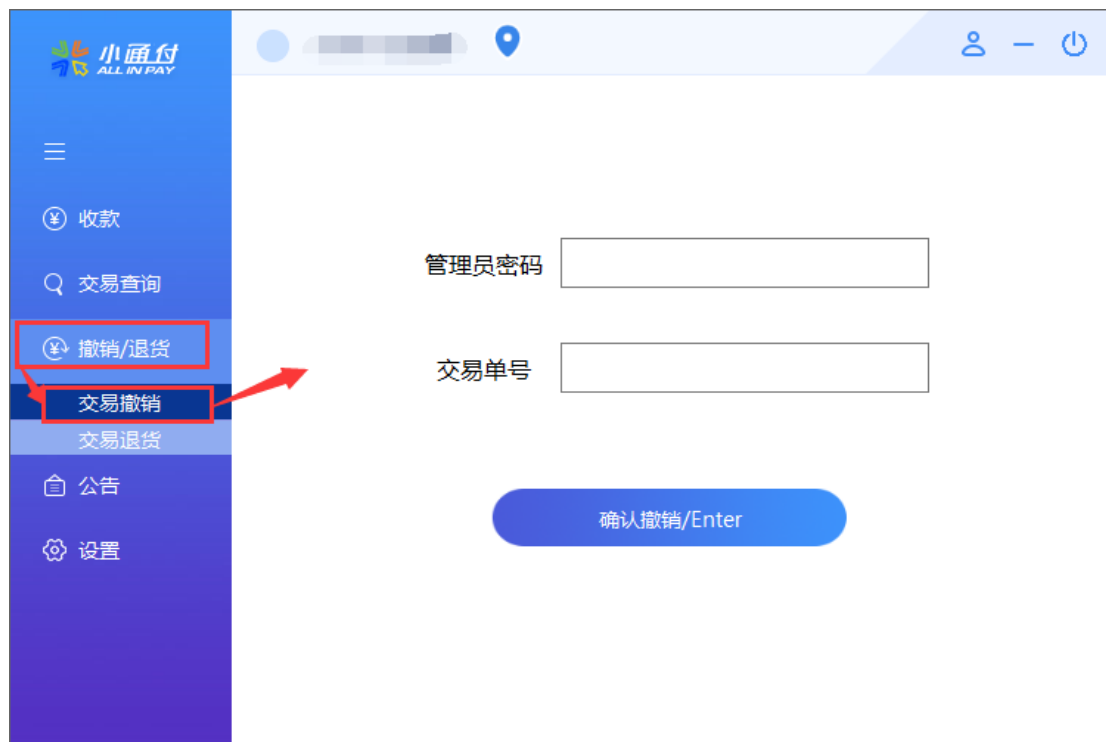 小通付
ALL IN PAY
收款
交易查询
撤销/退货
交易撤销
交易退货
公告
设置
管理员密码
交易单号
确认撤销/Enter